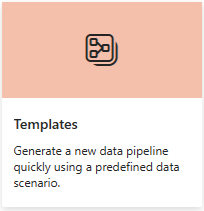 Templates
Generate a new data pipeline
quickly using a predefined data
scenario.